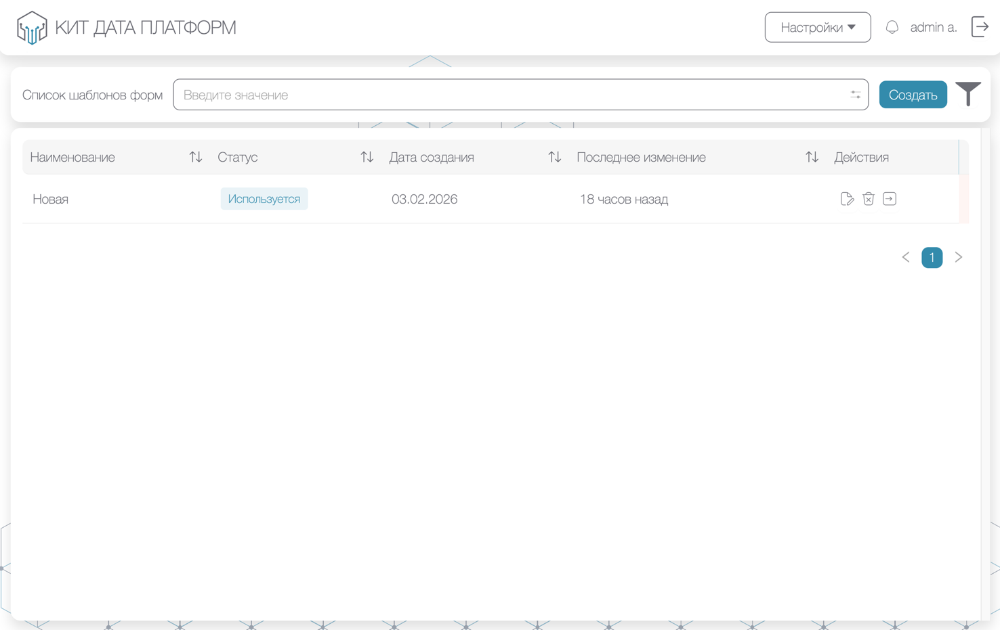 КИТ ДАТА ПЛАТФОРМ
Настройки
admin a.
Список шаблонов форм
Введите значение
Создать
Наименование
Статус
Дата создания
Последнее изменение
Действия
Новая
Используется
03.02.2026
18 часов назад
1